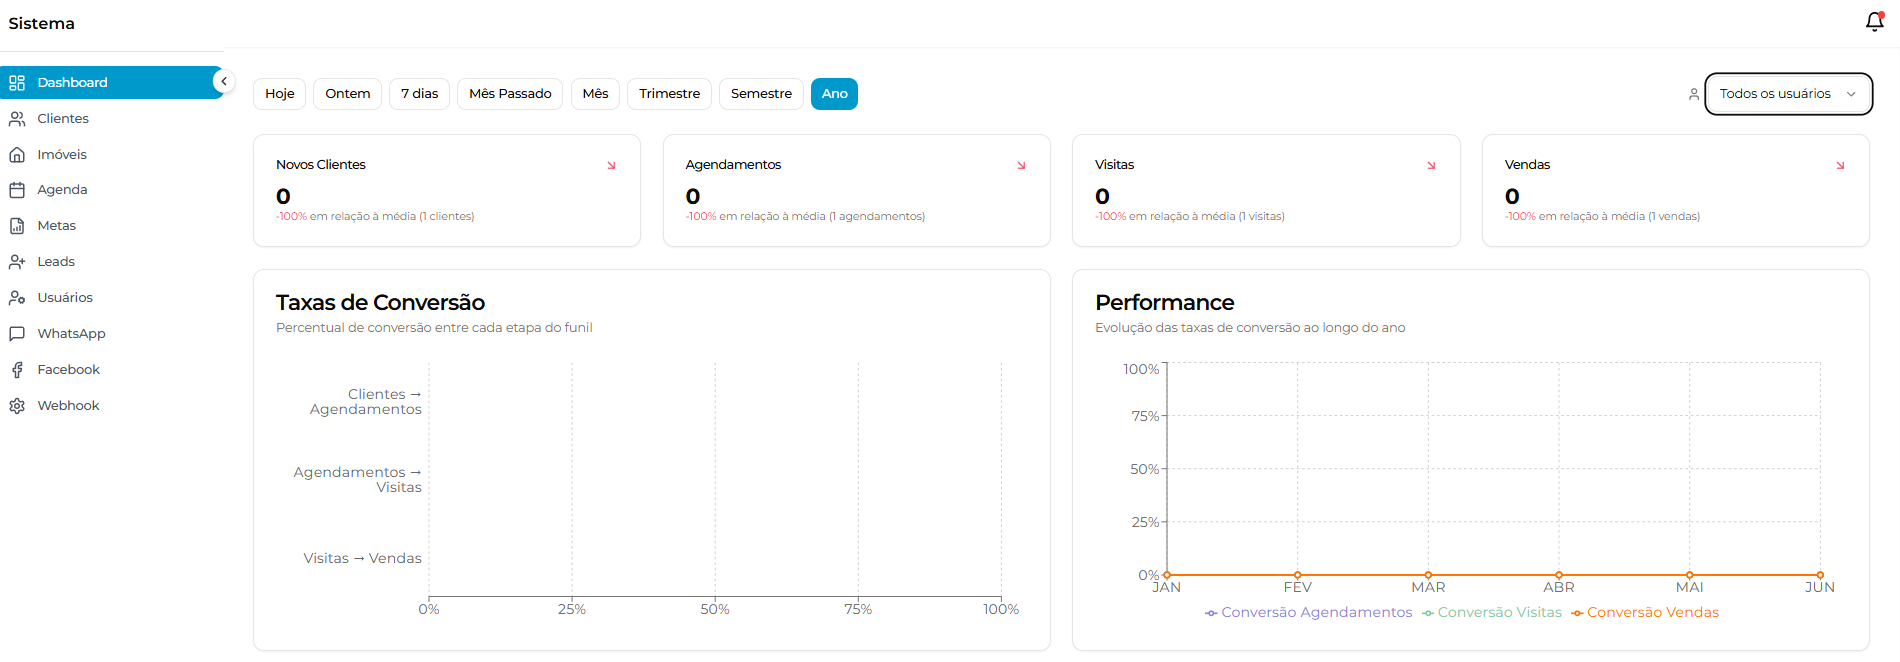 Sistema
Dashboard
Clientes
Imóveis
Agenda
Metas
Leads
Usuários
WhatsApp
Facebook
Webhook
Hoje
Ontem
7 dias
Mês Passado
Mês
Trimestre
Semestre
Ano
Todos os usuários
Novos Clientes
0
-100% em relação à média (1 clientes)
Agendamentos
0
-100% em relação à média (1 agendamentos)
Visitas
0
-100% em relação à média (1 visitas)
Vendas
0
-100% em relação à média (1 vendas)
Taxas de Conversão
Percentual de conversão entre cada etapa do funil
Clientes →
Agendamentos
Agendamentos →
Visitas
Visitas → Vendas
0%
25%
50%
75%
100%
Performance
Evolução das taxas de conversão ao longo do ano
100%
75%
50%
25%
0%
JAN
FEV
MAR
ABR
MAI
JUN
Conversão Agendamentos
Conversão Visitas
Conversão Vendas